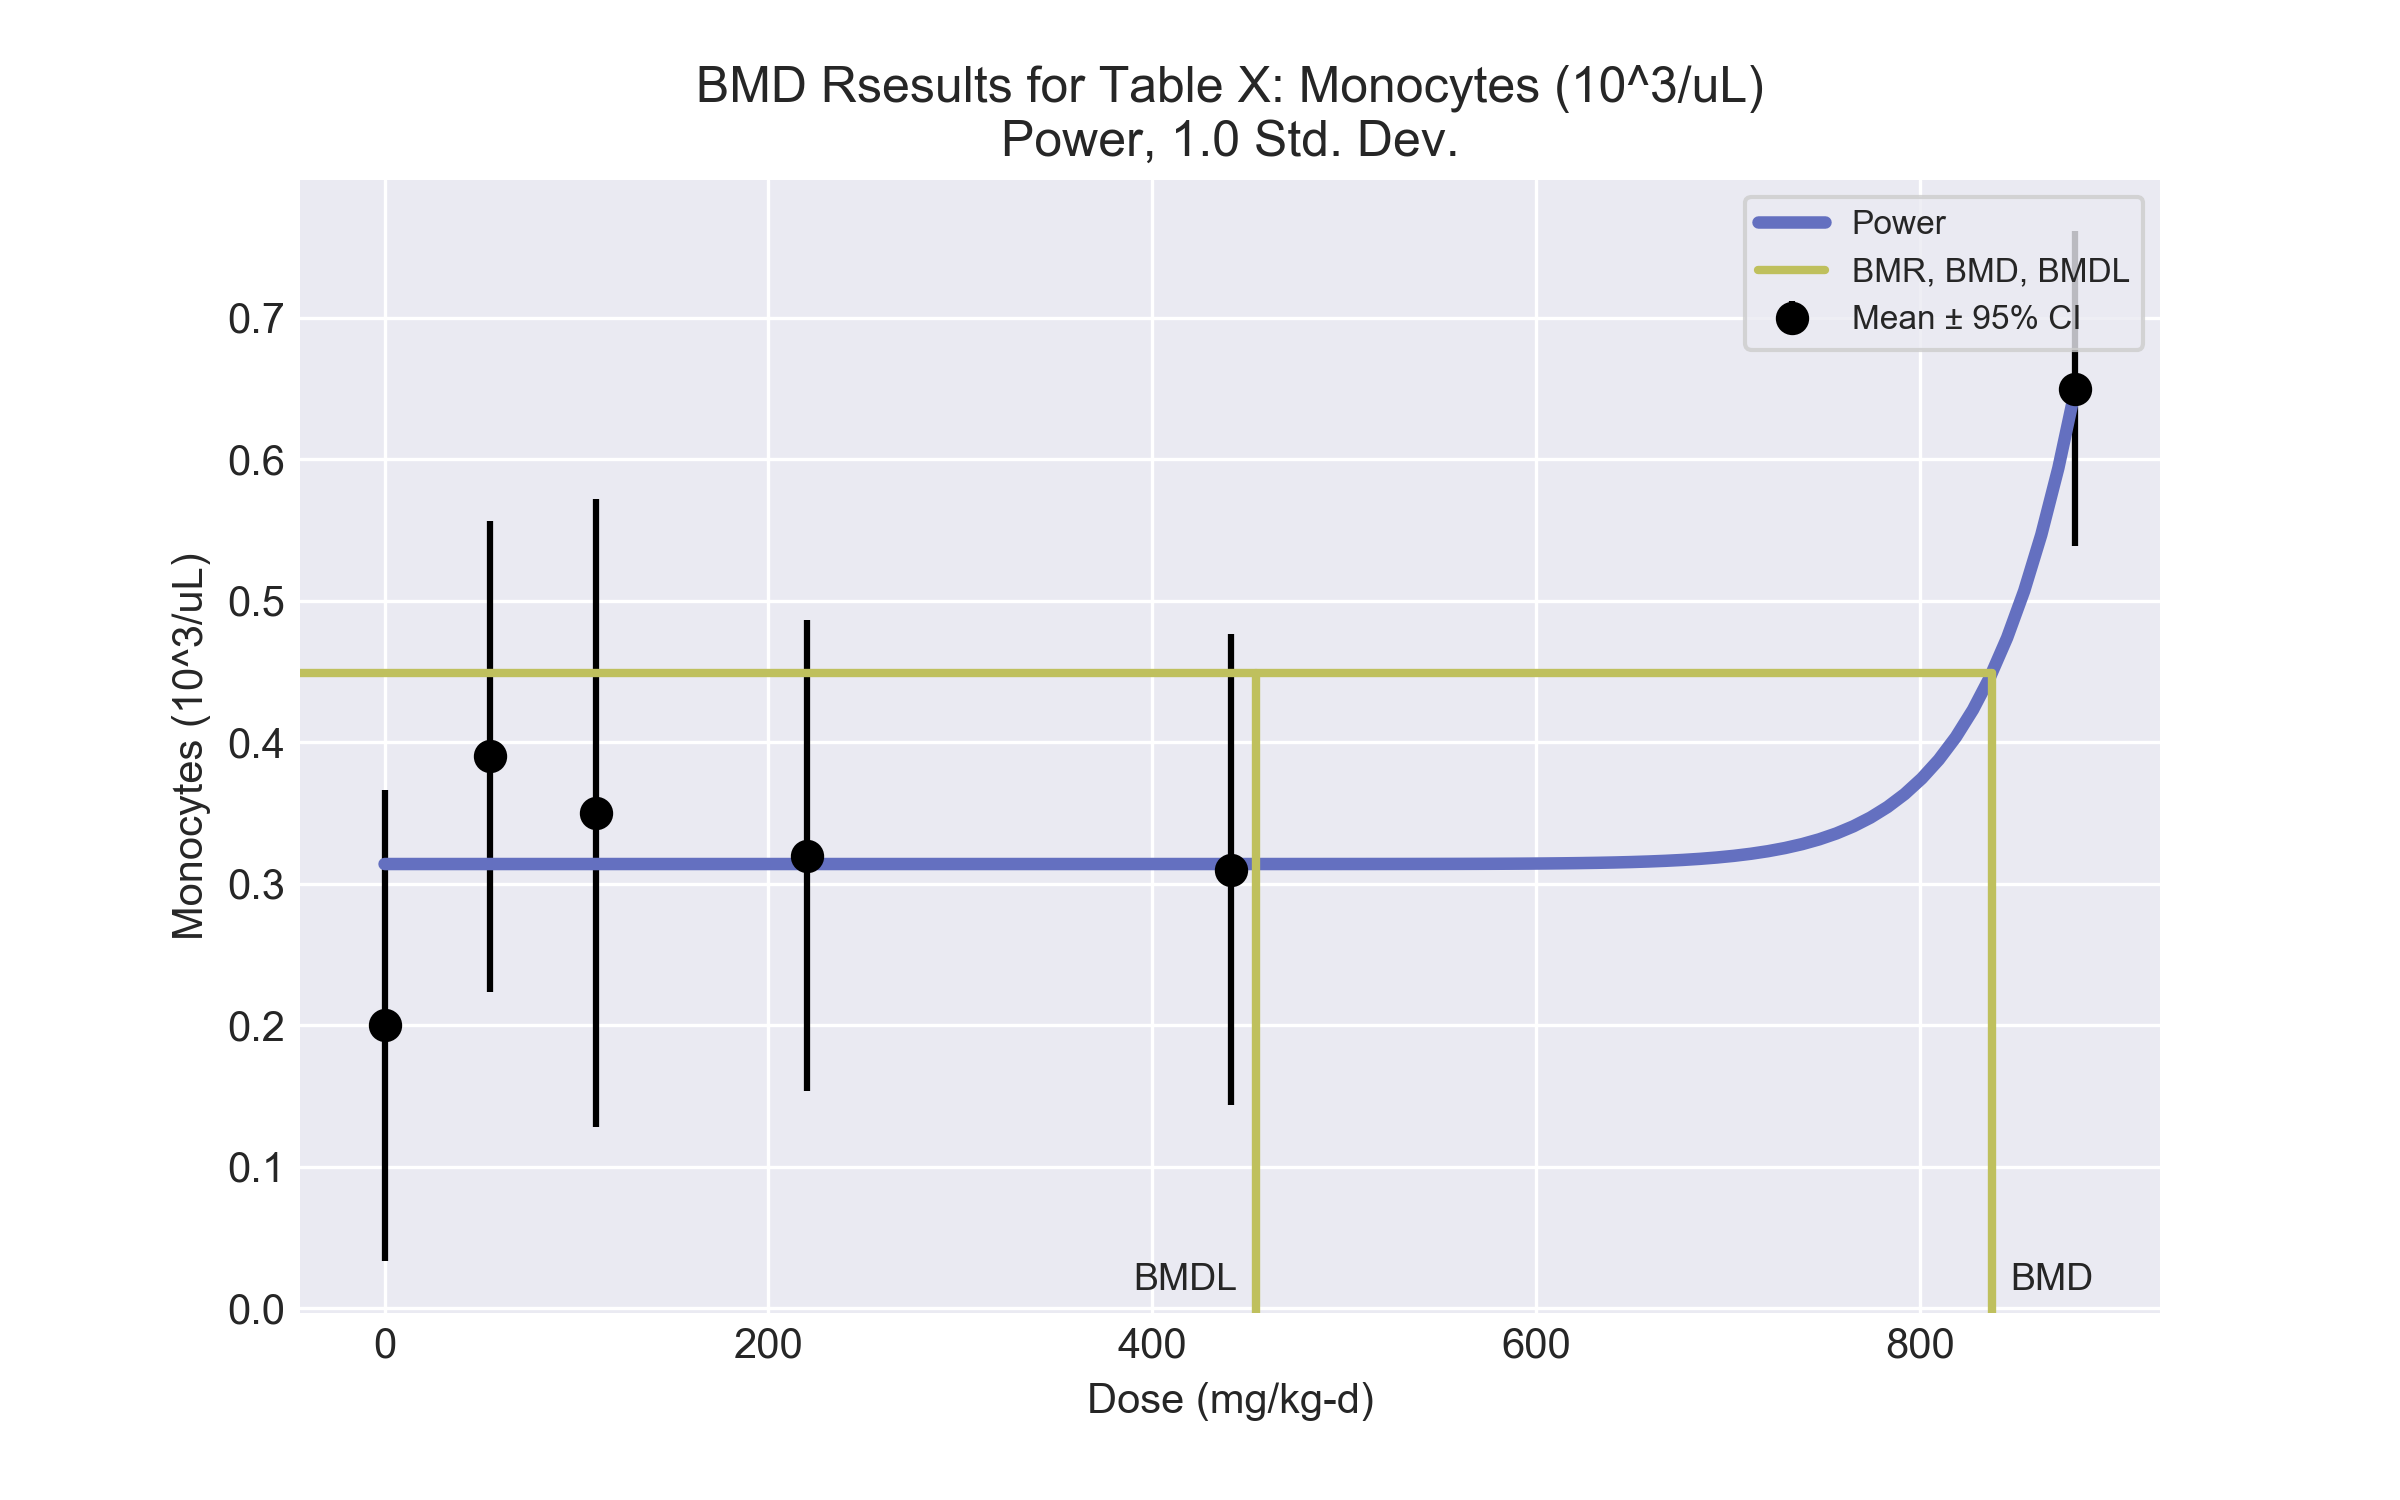 BMD Rsesults for Table X: Monocytes (10^3/uL)
Power, 1.0 Std. Dev.
Power
BMR, BMD, BMDL
Mean ± 95% CI
Monocytes (10^3/uL)
0.7
0.6
0.5
0.4
0.3
0.2
0.1
0.0
BMDL
BMD
0 200 400 600 800
Dose (mg/kg-d)